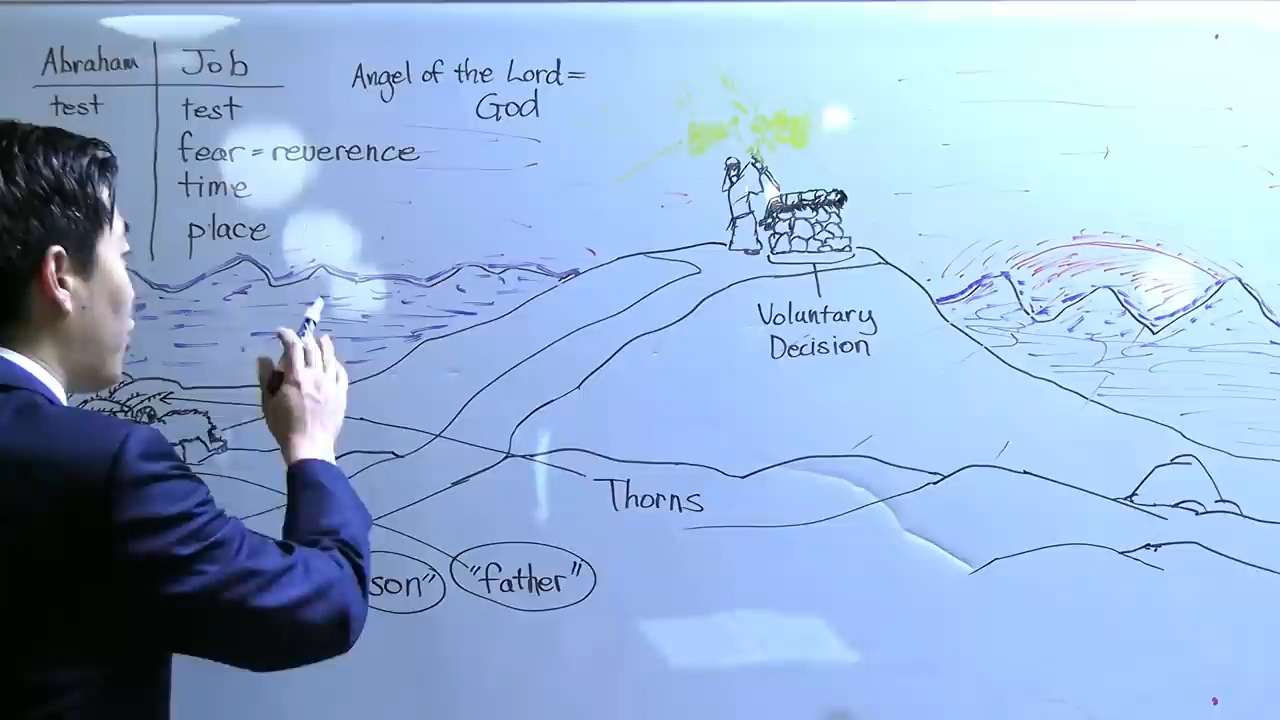 Abraham Job
test test
fear = reverence
time
place
Angel of the Lord =
God
Voluntary
Decision
Thorns
son" "father"